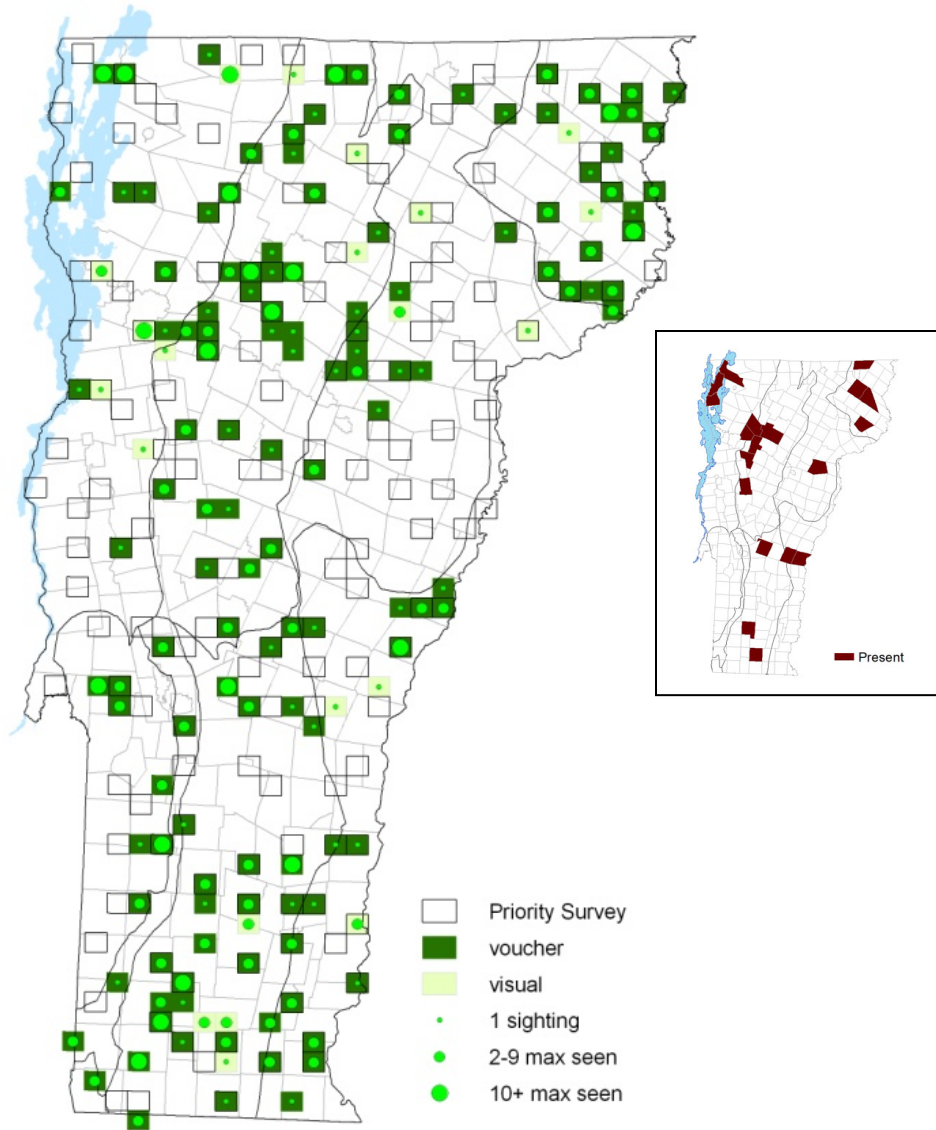 Present
Priority Survey
voucher
visual
1 sighting
2-9 max seen
10+ max seen